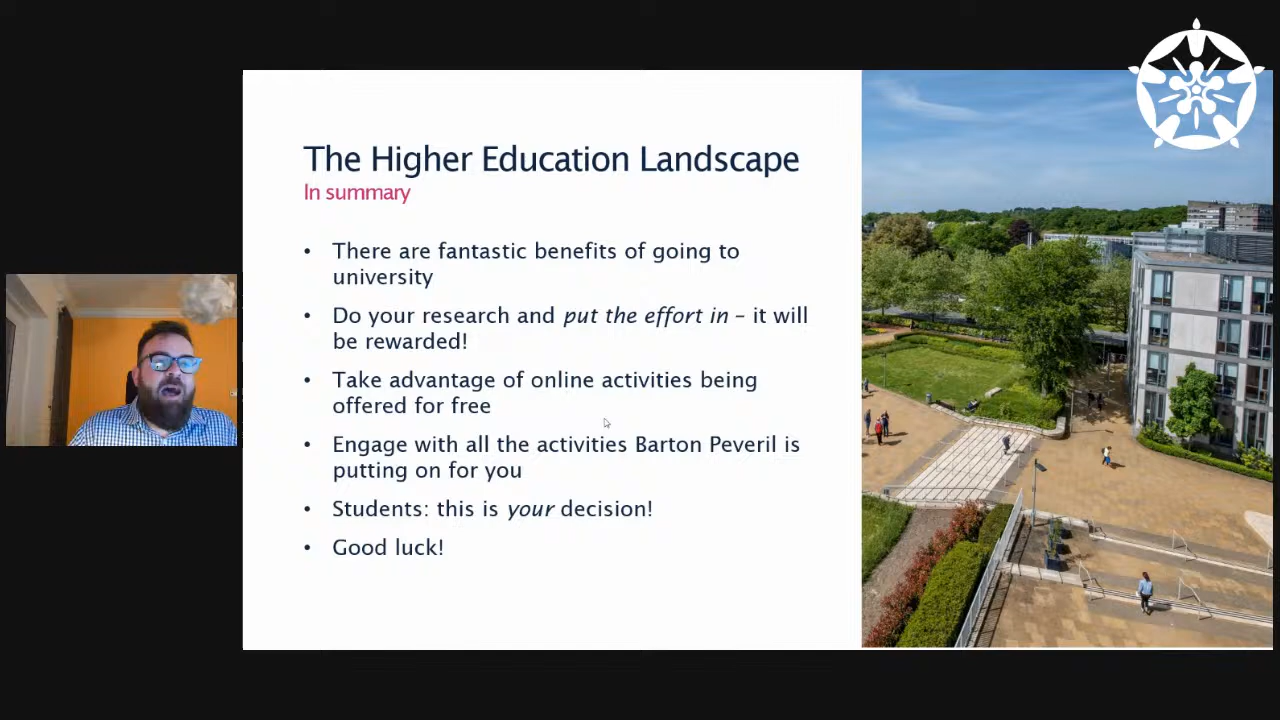 The Higher Education Landscape
In summary
• There are fantastic benefits of going to
university
• Do your research and put the effort in – it will
be rewarded!
• Take advantage of online activities being
offered for free
• Engage with all the activities Barton Peveril is
putting on for you
• Students: this is your decision!
• Good luck!